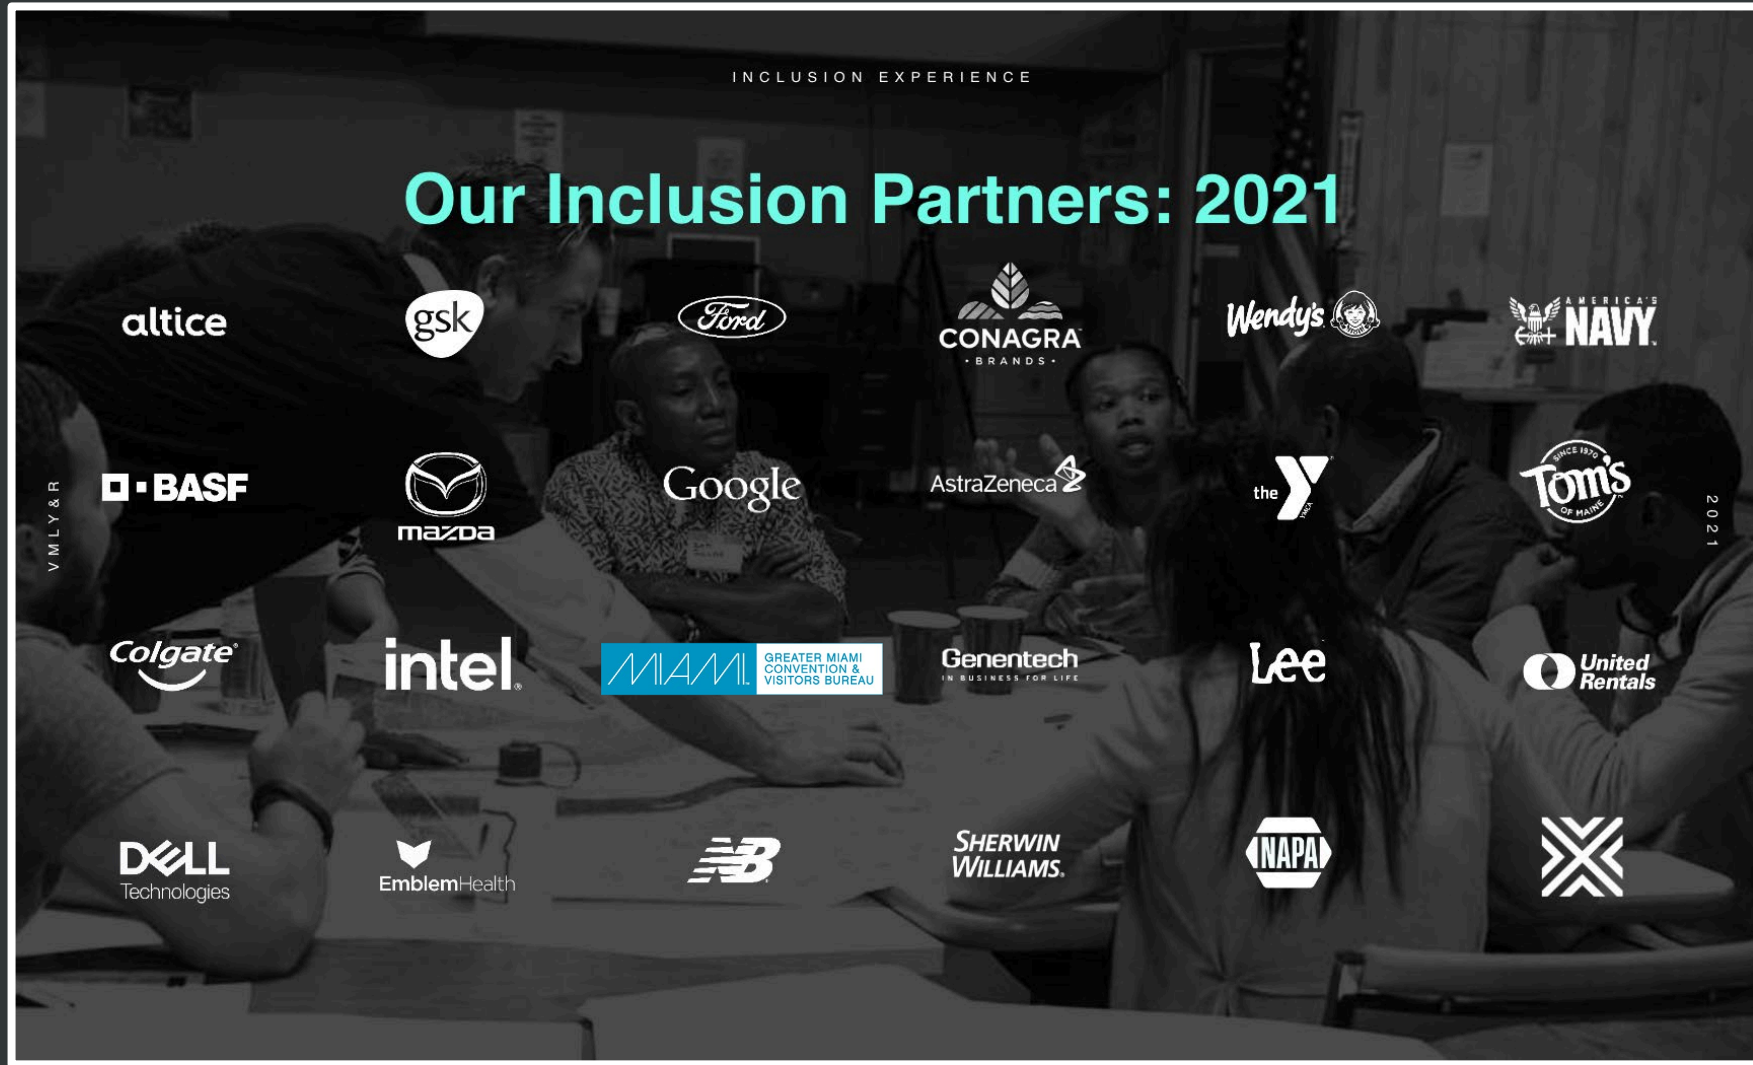 INCLUSION EXPERIENCE
Our Inclusion Partners: 2021
altice
gsk
Ford
CONAGRA
• BRANDS •
Wendy's
AMERICA'S
NAVY
BASF
mazda
Google
AstraZeneca
the Y
YMCA
SINCE 1970
Tom's
OF MAINE
VMLY&R
2021
Colgate®
intel®
MIAMI
GREATER MIAMI
CONVENTION &
VISITORS BUREAU
Genentech
IN BUSINESS FOR LIFE
Lee
United
Rentals
DELL
Technologies
EmblemHealth
NB
SHERWIN
WILLIAMS®
NAPA